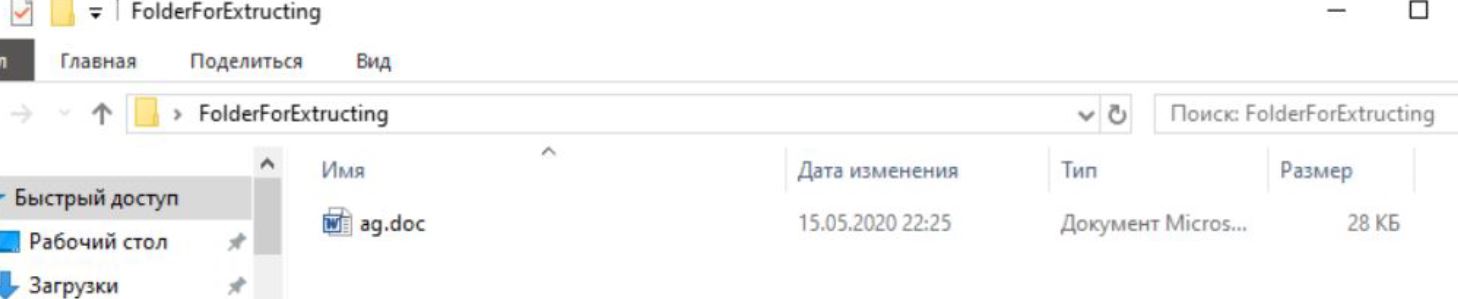 FolderForExtructing
Главная Поделиться Вид
FolderForExtructing Поиск: FolderForExtructing
Имя Дата изменения Тип Размер
Быстрый доступ
ag.doc 15.05.2020 22:25 Документ Micros... 28 КБ
Рабочий стол
Загрузки